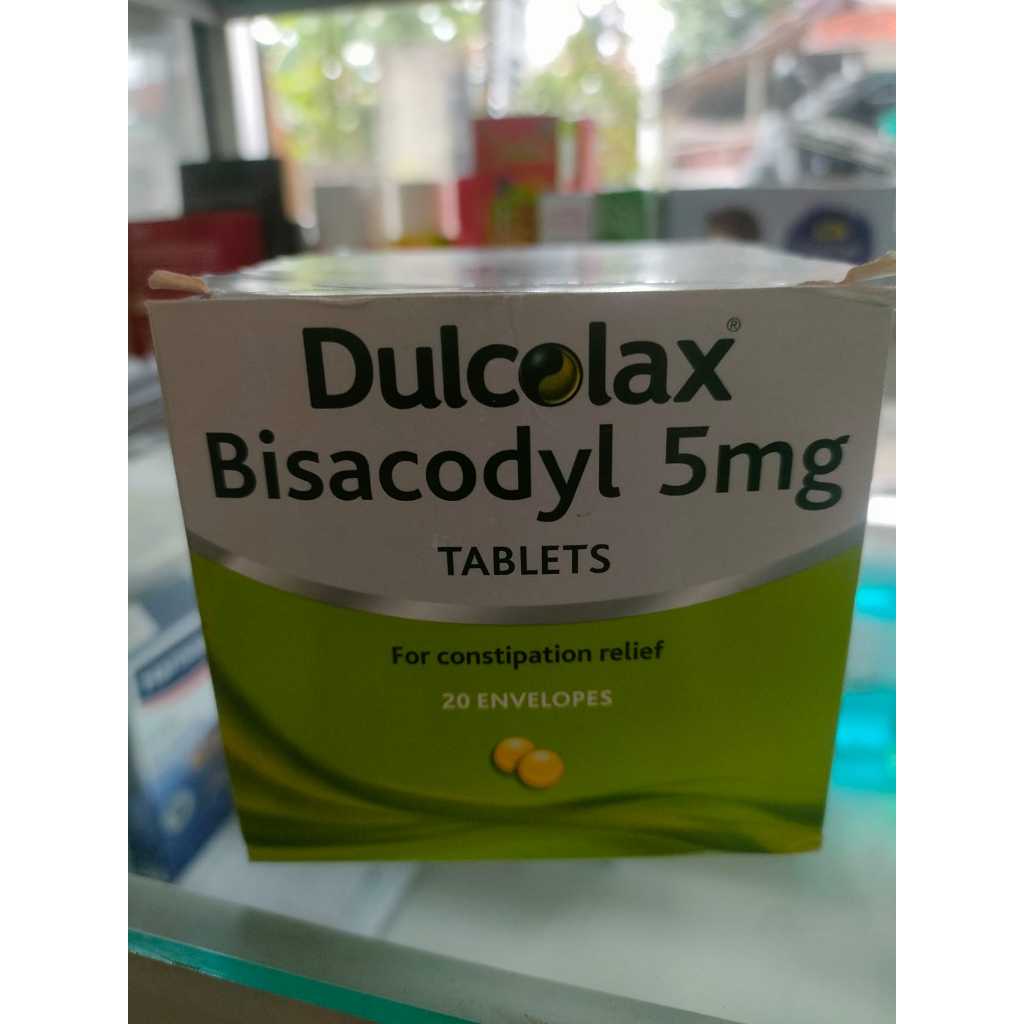 Dulcolax®
Bisacodyl 5mg
TABLETS
For constipation relief
20 ENVELOPES